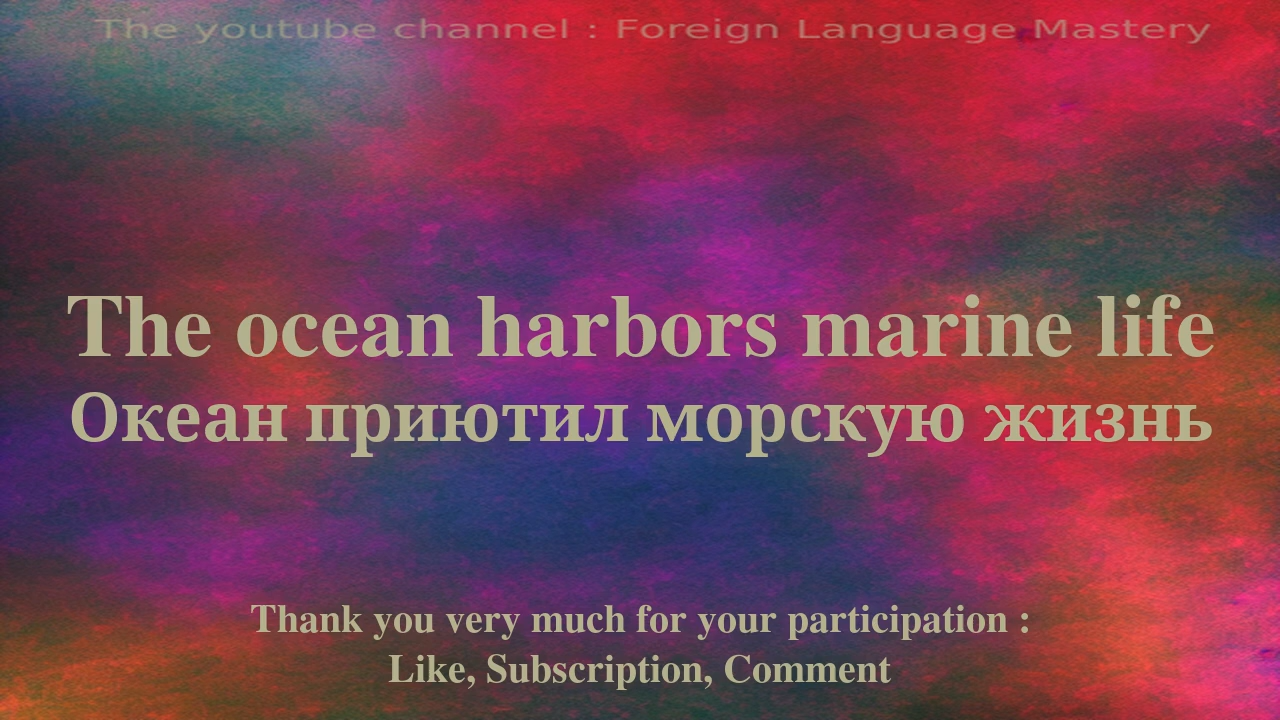 The youtube channel : Foreign Language Mastery
The ocean harbors marine life
Океан приютил морскую жизнь
Thank you very much for your participation :
Like, Subscription, Comment